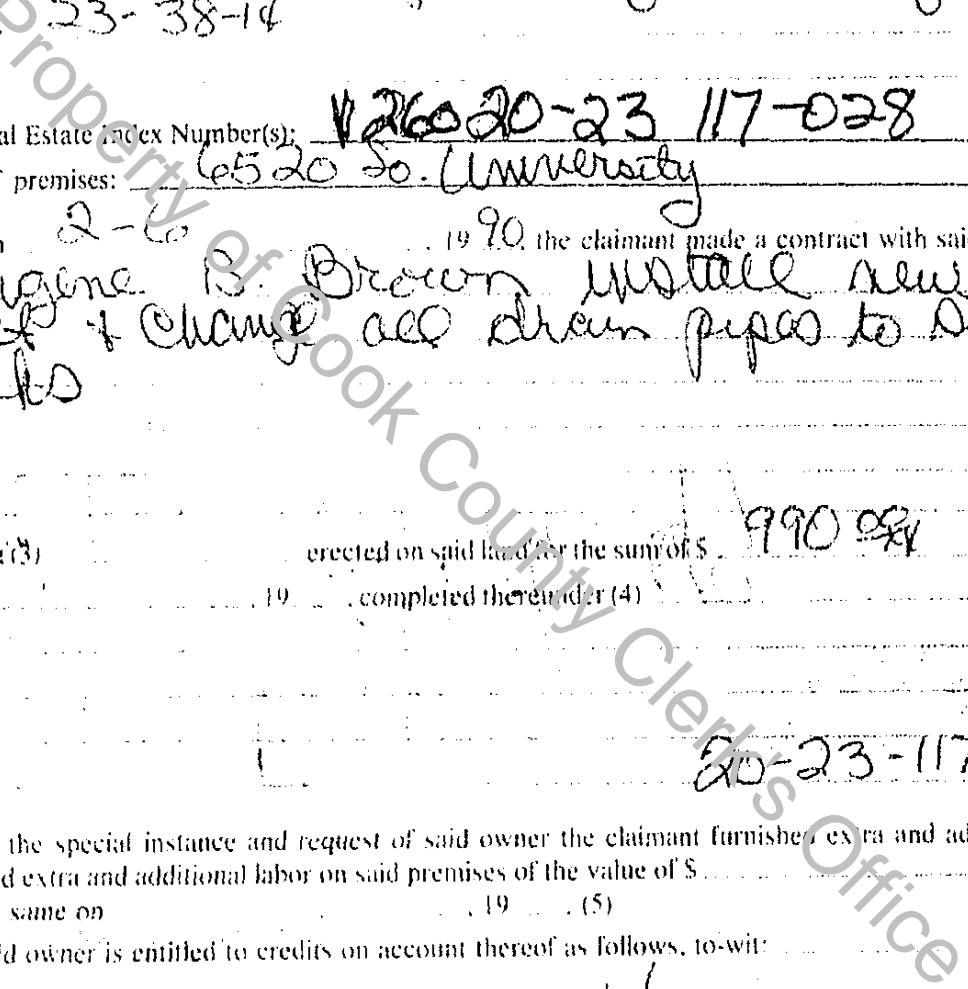 23-38-14
al Estate Index Number(s): V26020-23 117-028
premises: 6520 So. University
2-6 . 19 90, the claimant made a contract with sai
ugene B. Brown install new
& Change all drain pipes to S
ks
(3) erected on said land for the sum of $ 990 00
, 19 , completed thereunder (4)
20-23-117
the special instance and request of said owner the claimant furnished extra and ad
d extra and additional labor on said premises of the value of $
same on , 19 . (5)
d owner is entitled to credits on account thereof as follows, to-wit:
Property of Cook County Clerk's Office